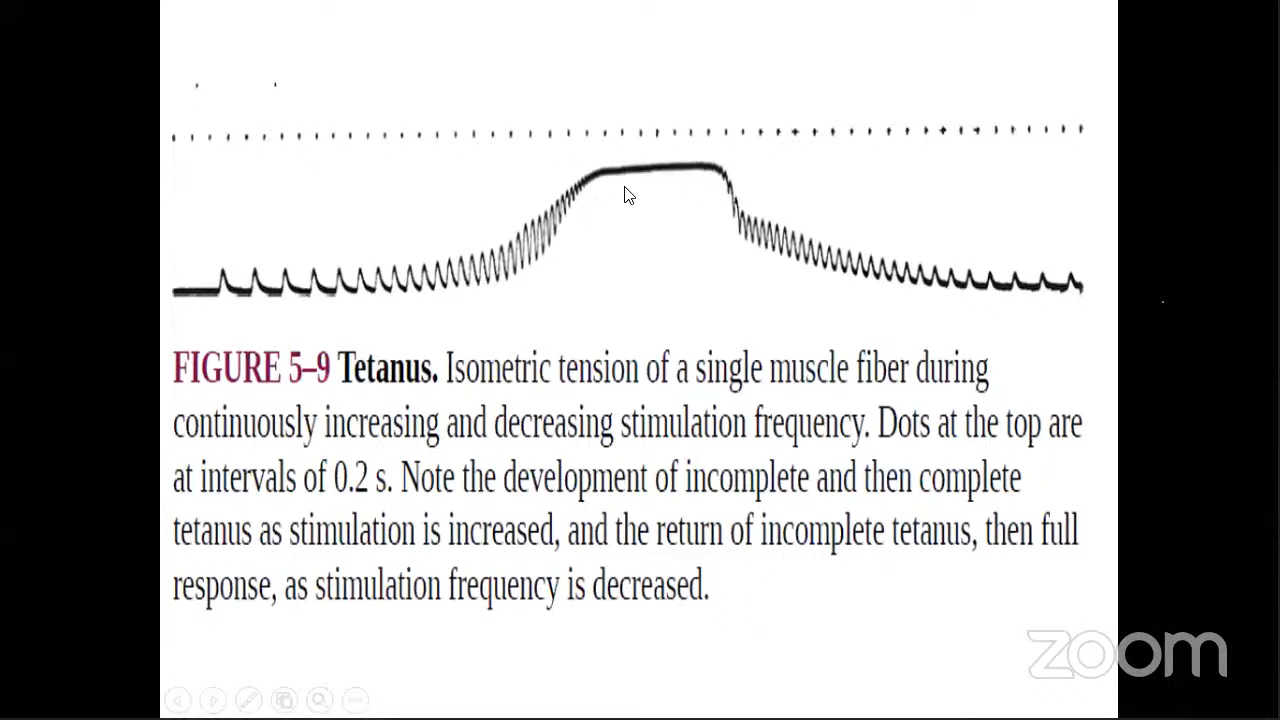 FIGURE 5–9 Tetanus. Isometric tension of a single muscle fiber during
continuously increasing and decreasing stimulation frequency. Dots at the top are
at intervals of 0.2 s. Note the development of incomplete and then complete
tetanus as stimulation is increased, and the return of incomplete tetanus, then full
response, as stimulation frequency is decreased.
zoom